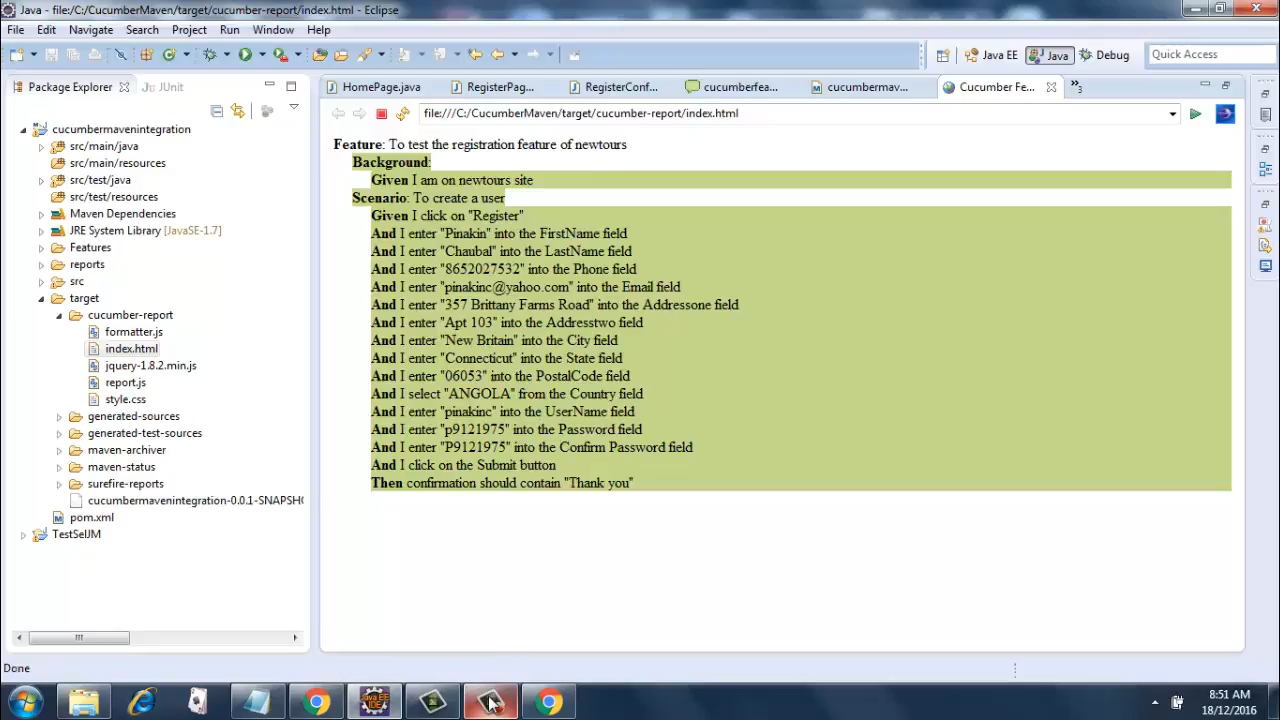 Java - file:/C:/CucumberMaven/target/cucumber-report/index.html - Eclipse
File Edit Navigate Search Project Run Window Help
Java EE Java Debug Quick Access
Package Explorer JUnit
HomePage.java RegisterPag... RegisterConf... cucumberfea... cucumbermav... Cucumber Fe... »3
file:///C:/CucumberMaven/target/cucumber-report/index.html
cucumbermavenintegration
src/main/java
src/main/resources
src/test/java
src/test/resources
Maven Dependencies
JRE System Library [JavaSE-1.7]
Features
reports
src
target
cucumber-report
formatter.js
index.html
jquery-1.8.2.min.js
report.js
style.css
generated-sources
generated-test-sources
maven-archiver
maven-status
surefire-reports
cucumbermavenintegration-0.0.1-SNAPSHO
pom.xml
TestSelJM
Feature: To test the registration feature of newtours
Background:
Given I am on newtours site
Scenario: To create a user
Given I click on "Register"
And I enter "Pinakin" into the FirstName field
And I enter "Chaubal" into the LastName field
And I enter "8652027532" into the Phone field
And I enter "pinakinc@yahoo.com" into the Email field
And I enter "357 Brittany Farms Road" into the Addressone field
And I enter "Apt 103" into the Addresstwo field
And I enter "New Britain" into the City field
And I enter "Connecticut" into the State field
And I enter "06053" into the PostalCode field
And I select "ANGOLA" from the Country field
And I enter "pinakinc" into the UserName field
And I enter "p9121975" into the Password field
And I enter "P9121975" into the Confirm Password field
And I click on the Submit button
Then confirmation should contain "Thank you"
Done
8:51 AM
18/12/2016